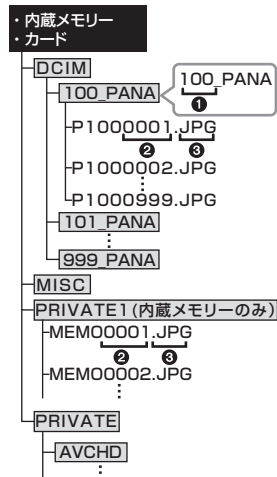 ・内蔵メモリー
・カード
DCIM
100_PANA
100_PANA
❶
P1000001.JPG
❷ ❸
P1000002.JPG
P1000999.JPG
101_PANA
999_PANA
MISC
PRIVATE1(内蔵メモリーのみ)
MEM00001.JPG
❷ ❸
MEM00002.JPG
PRIVATE
AVCHD